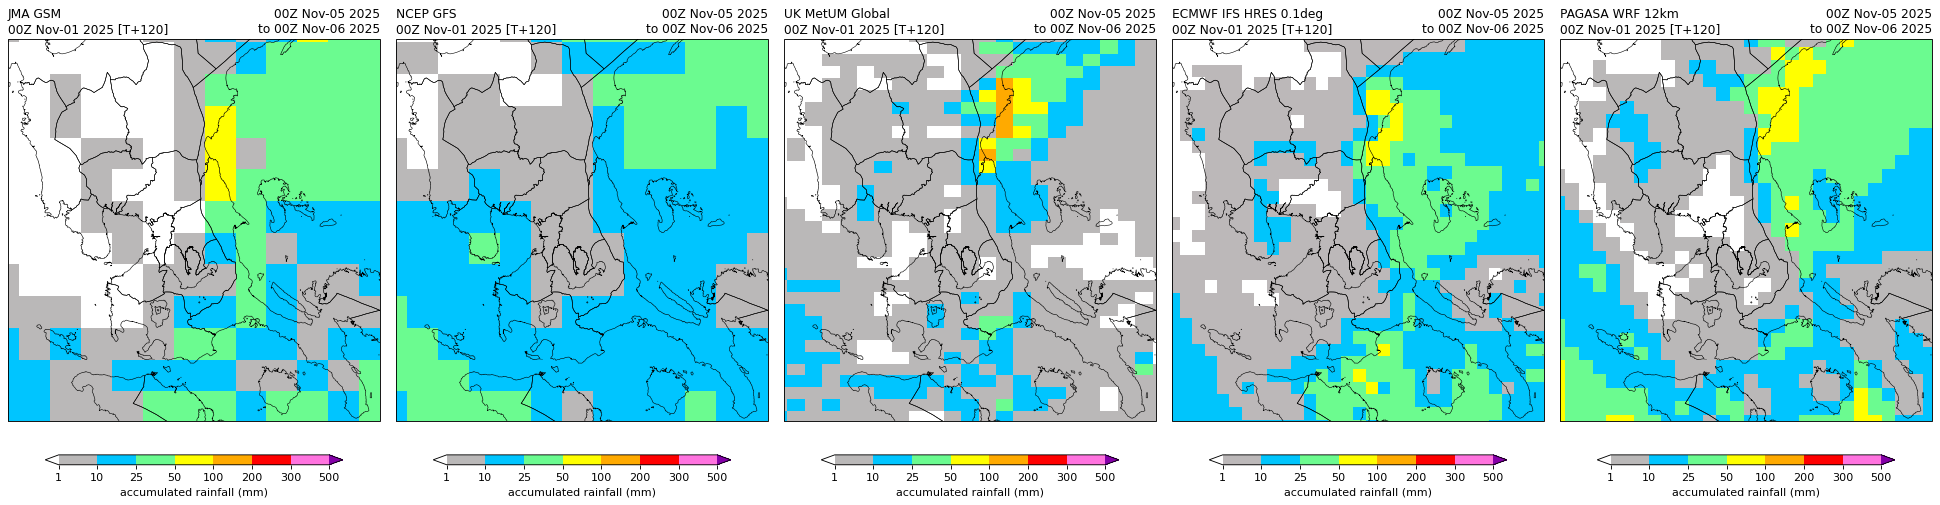 JMA GSM 00Z Nov-05 2025
00Z Nov-01 2025 [T+120] to 00Z Nov-06 2025
NCEP GFS 00Z Nov-05 2025
00Z Nov-01 2025 [T+120] to 00Z Nov-06 2025
UK MetUM Global 00Z Nov-05 2025
00Z Nov-01 2025 [T+120] to 00Z Nov-06 2025
ECMWF IFS HRES 0.1deg 00Z Nov-05 2025
00Z Nov-01 2025 [T+120] to 00Z Nov-06 2025
PAGASA WRF 12km 00Z Nov-05 2025
00Z Nov-01 2025 [T+120] to 00Z Nov-06 2025
1 10 25 50 100 200 300 500
accumulated rainfall (mm)
1 10 25 50 100 200 300 500
accumulated rainfall (mm)
1 10 25 50 100 200 300 500
accumulated rainfall (mm)
1 10 25 50 100 200 300 500
accumulated rainfall (mm)
1 10 25 50 100 200 300 500
accumulated rainfall (mm)